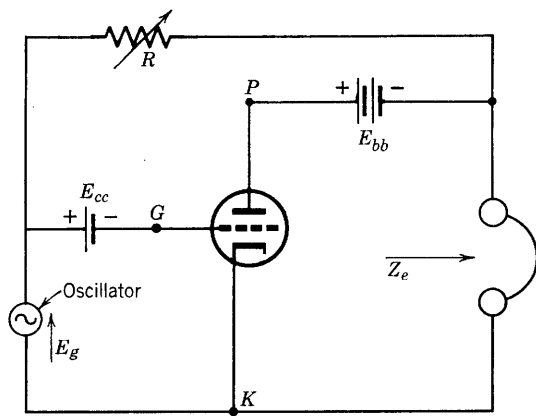 R
P
+ -
E_bb
E_cc
+ -
G
Z_e
Oscillator
E_g
K